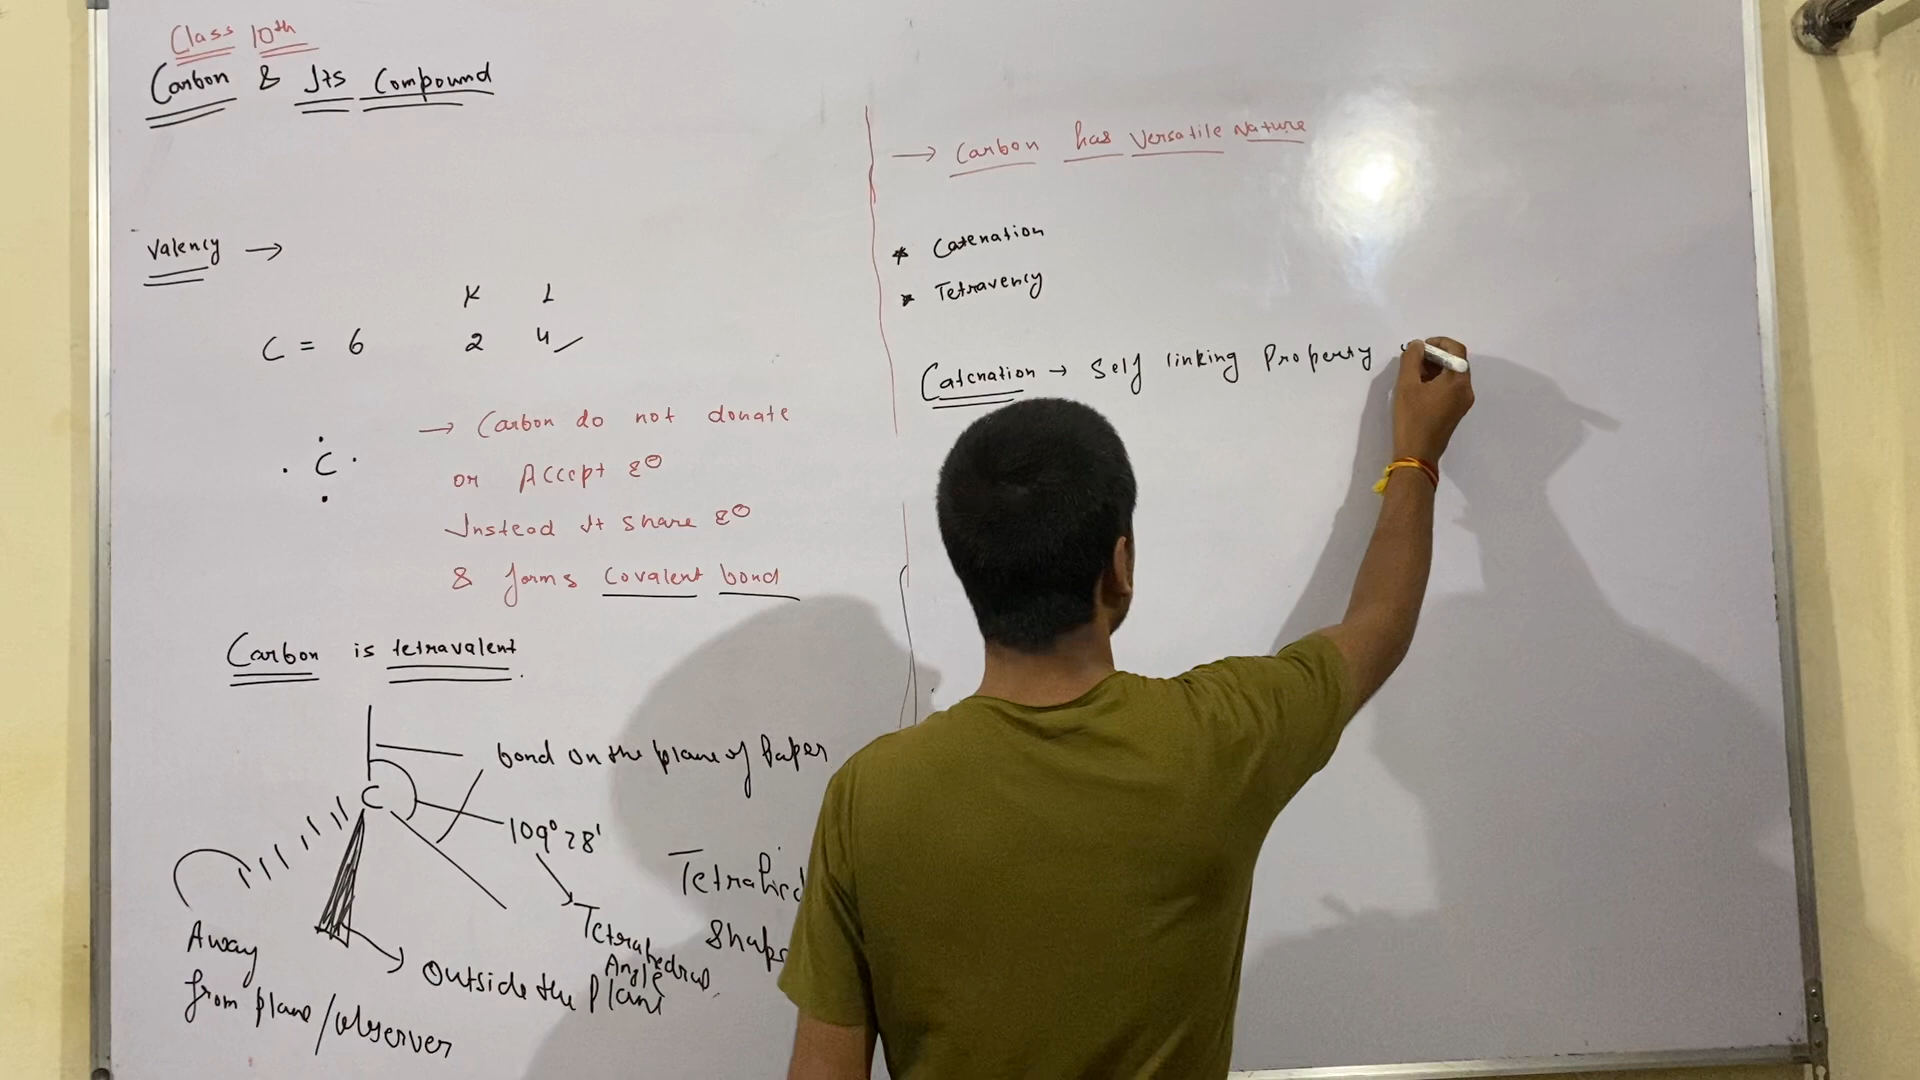 Class 10th
Carbon & Its Compound
Valency →
K L
C = 6 2 4
C
→ Carbon do not donate
or Accept e⊖
Instead It share e⊖
& forms covalent bond
Carbon is tetravalent.
bond on the plane of Paper
C
109° 28'
Tetrahedral
Angle
Shape
Away
from plane/observer
Outside the Plane
→ Carbon has Versatile Nature
* Catenation
* Tetravency
Catenation → Self linking Property